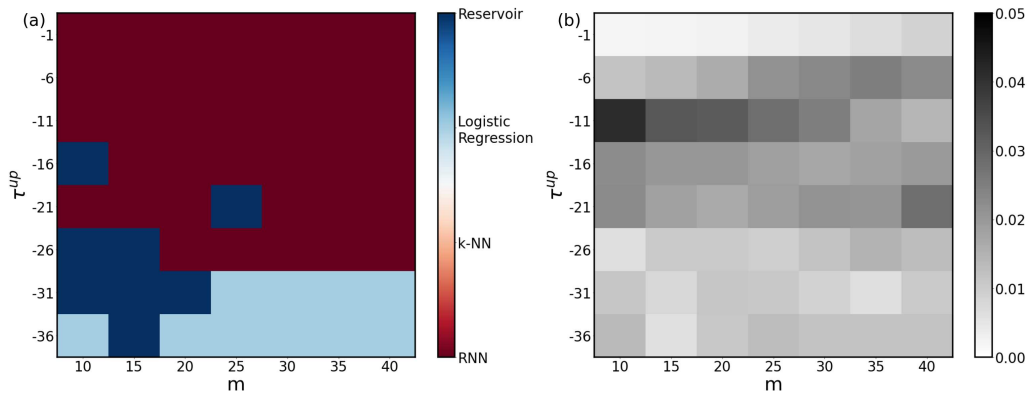 (a)
-1
-6
-11
-16
-21
-26
-31
-36
τ^up
10 15 20 25 30 35 40
m
Reservoir
Logistic
Regression
k-NN
RNN
(b)
-1
-6
-11
-16
-21
-26
-31
-36
τ^up
10 15 20 25 30 35 40
m
0.05
0.04
0.03
0.02
0.01
0.00